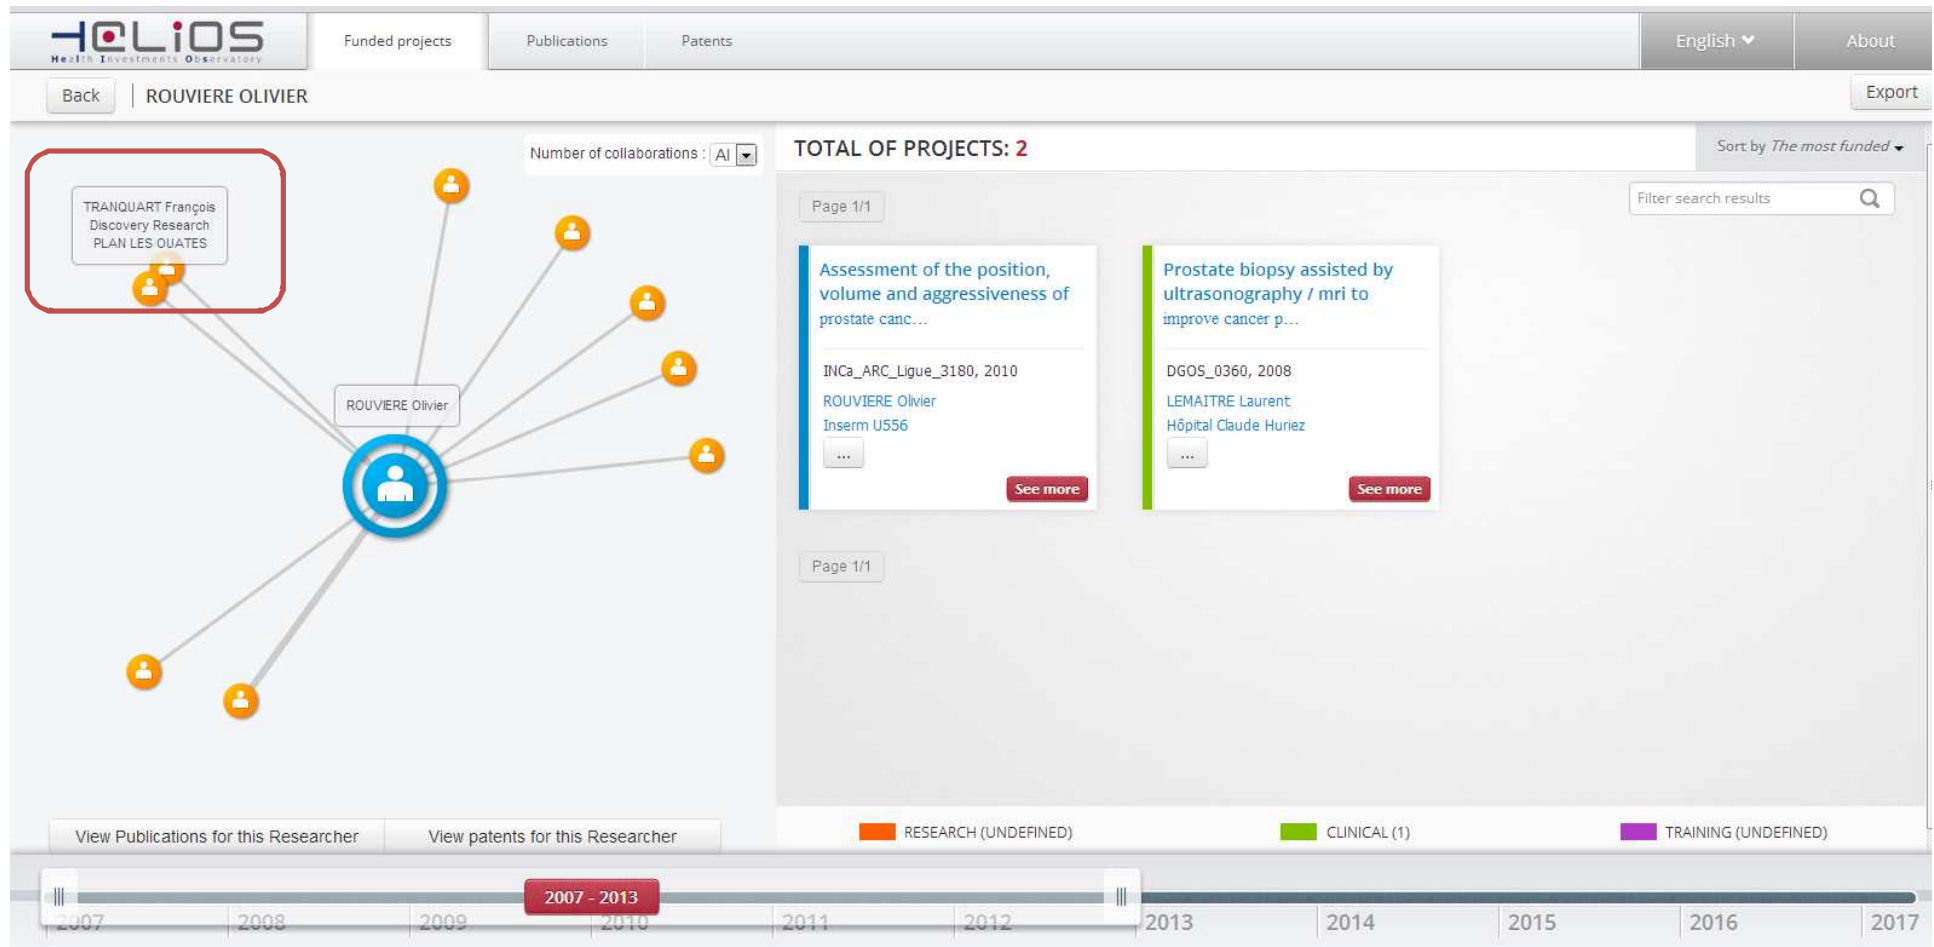 HeLiOS
Health Investments Observatory
Funded projects
Publications
Patents
English
About
Back
ROUVIERE OLIVIER
Export
Number of collaborations :
Al
TRANQUART François
Discovery Research
PLAN LES OUATES
ROUVIERE Olivier
View Publications for this Researcher
View patents for this Researcher
TOTAL OF PROJECTS: 2
Sort by The most funded
Page 1/1
Filter search results
Assessment of the position,
volume and aggressiveness of
prostate canc...
INCa_ARC_Ligue_3180, 2010
ROUVIERE Olivier
Inserm U556
...
See more
Prostate biopsy assisted by
ultrasonography / mri to
improve cancer p...
DGOS_0360, 2008
LEMAITRE Laurent
Hôpital Claude Huriez
...
See more
Page 1/1
RESEARCH (UNDEFINED)
CLINICAL (1)
TRAINING (UNDEFINED)
2007 - 2013
2007
2008
2009
2010
2011
2012
2013
2014
2015
2016
2017